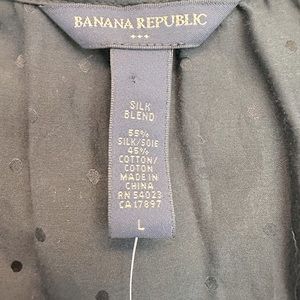 BANANA REPUBLIC
SILK
BLEND
55%
SILK/SOIE
45%
COTTON/
COTON
MADE IN
CHINA
RN 54023
CA 17897
L